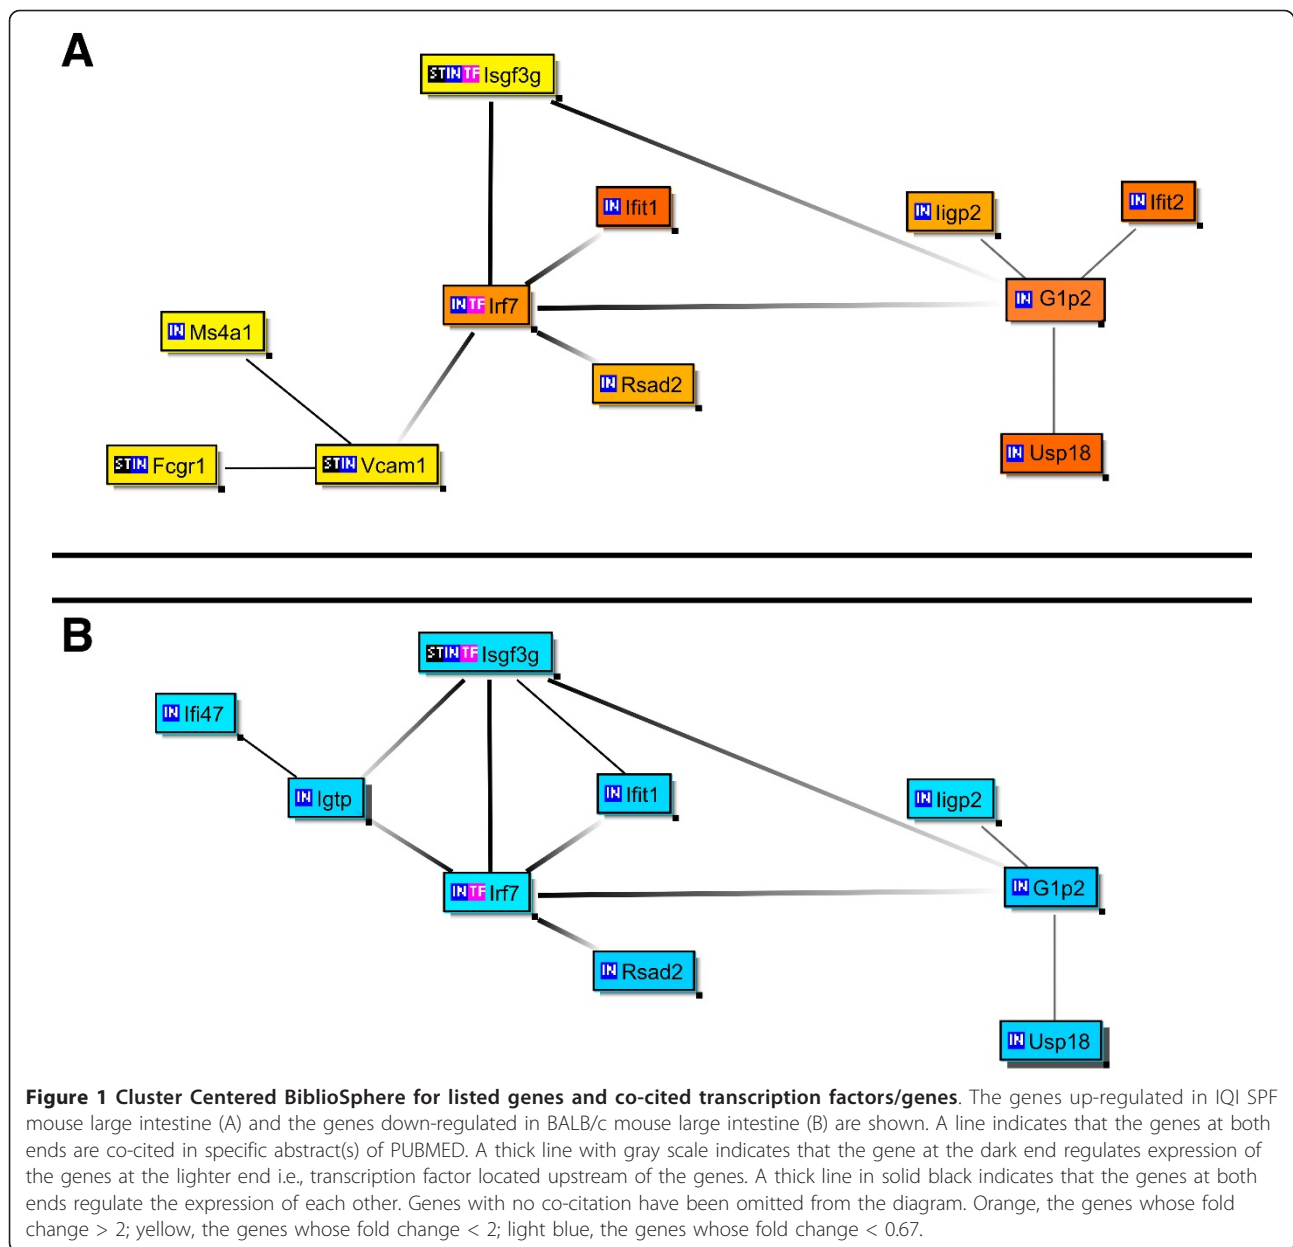 A
STINTF Isgf3g
IN Ifit1
IN Iigp2
IN Ifit2
INTF Irf7
IN G1p2
IN Ms4a1
IN Rsad2
STIN Fcgr1
STIN Vcam1
IN Usp18
B
STINTF Isgf3g
IN Ifi47
IN Igtp
IN Ifit1
IN Iigp2
INTF Irf7
IN G1p2
IN Rsad2
IN Usp18
Figure 1 Cluster Centered BiblioSphere for listed genes and co-cited transcription factors/genes. The genes up-regulated in IQI SPF
mouse large intestine (A) and the genes down-regulated in BALB/c mouse large intestine (B) are shown. A line indicates that the genes at both
ends are co-cited in specific abstract(s) of PUBMED. A thick line with gray scale indicates that the gene at the dark end regulates expression of
the genes at the lighter end i.e., transcription factor located upstream of the genes. A thick line in solid black indicates that the genes at both
ends regulate the expression of each other. Genes with no co-citation have been omitted from the diagram. Orange, the genes whose fold
change > 2; yellow, the genes whose fold change < 2; light blue, the genes whose fold change < 0.67.